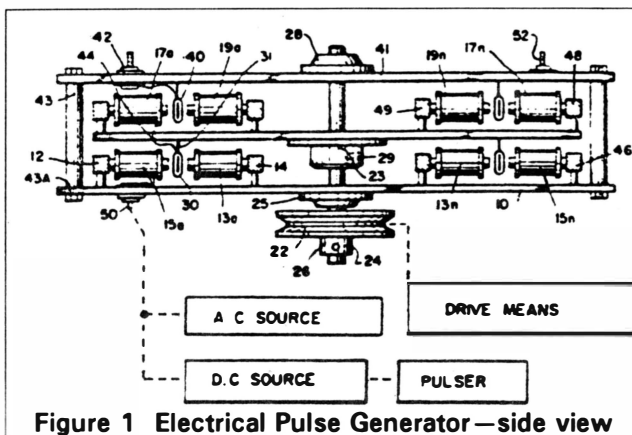 42
17a
40
19a
31
28
41
19n
17n
52
44
43
49
48
12
14
29
23
46
43A
25
50
15a
30
13a
22
26
24
13n
10
15n
A C SOURCE
DRIVE MEANS
D.C SOURCE
PULSER
Figure 1 Electrical Pulse Generator—side view